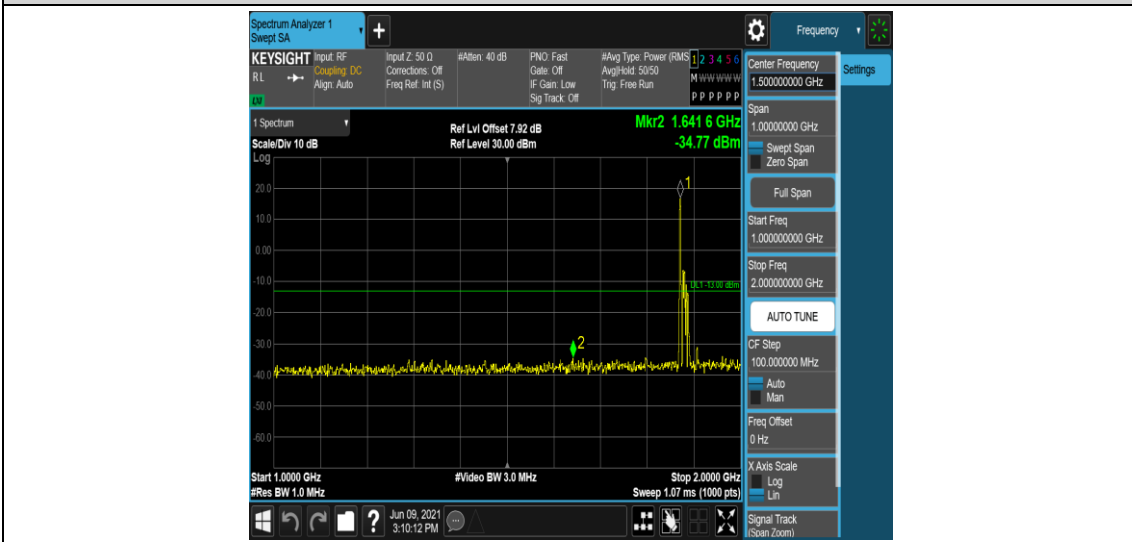 Spectrum Analyzer 1
Swept SA
Frequency
KEYSIGHT
Input: RF
Coupling: DC
Align: Auto
Input Z: 50 Ω
Corrections: Off
Freq Ref: Int (S)
#Atten: 40 dB
PNO: Fast
Gate: Off
IF Gain: Low
Sig Track: Off
#Avg Type: Power (RMS
Avg|Hold: 50/50
Trig: Free Run
1 2 3 4 5 6
M W W W W W
P P P P P P
RL
LXI
1 Spectrum
Scale/Div 10 dB
Log
Ref Lvl Offset 7.92 dB
Ref Level 30.00 dBm
Mkr2 1.641 6 GHz
-34.77 dBm
20.0
10.0
0.00
-10.0
-20.0
-30.0
-40.0
-50.0
-60.0
1
2
DL1 -13.00 dBm
Start 1.0000 GHz
#Res BW 1.0 MHz
#Video BW 3.0 MHz
Stop 2.0000 GHz
Sweep 1.07 ms (1000 pts)
Center Frequency
1.500000000 GHz
Settings
Span
1.00000000 GHz
Swept Span
Zero Span
Full Span
Start Freq
1.000000000 GHz
Stop Freq
2.000000000 GHz
AUTO TUNE
CF Step
100.000000 MHz
Auto
Man
Freq Offset
0 Hz
X Axis Scale
Log
Lin
Signal Track
(Span Zoom)
?
Jun 09, 2021
3:10:12 PM